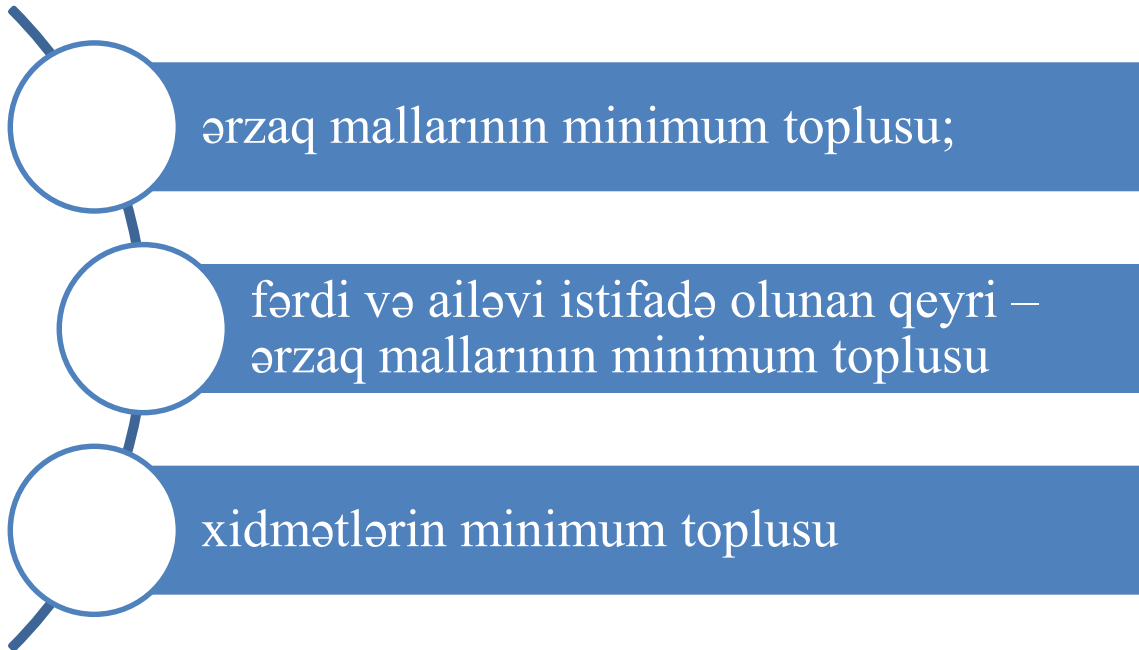 ərzaq mallarının minimum toplusu;
fərdi və ailəvi istifadə olunan qeyri –
ərzaq mallarının minimum toplusu
xidmətlərin minimum toplusu